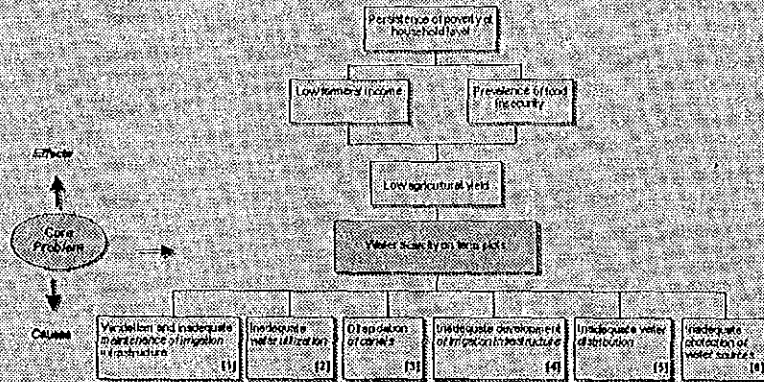 Persistence of poverty at
household level
Low farmers' income
Prevalence of food
insecurity
Effects
Low agricultural yield
Core
Problem
Water scarcity on farm plots
Causes
Vandalism and inadequate
maintenance of irrigation
infrastructure
[1]
Inadequate
water utilization
[2]
Dilapidation
of canals
[3]
Inadequate development
of irrigation infrastructure
[4]
Inadequate water
distribution
[5]
Inadequate
protection of
water sources
[6]